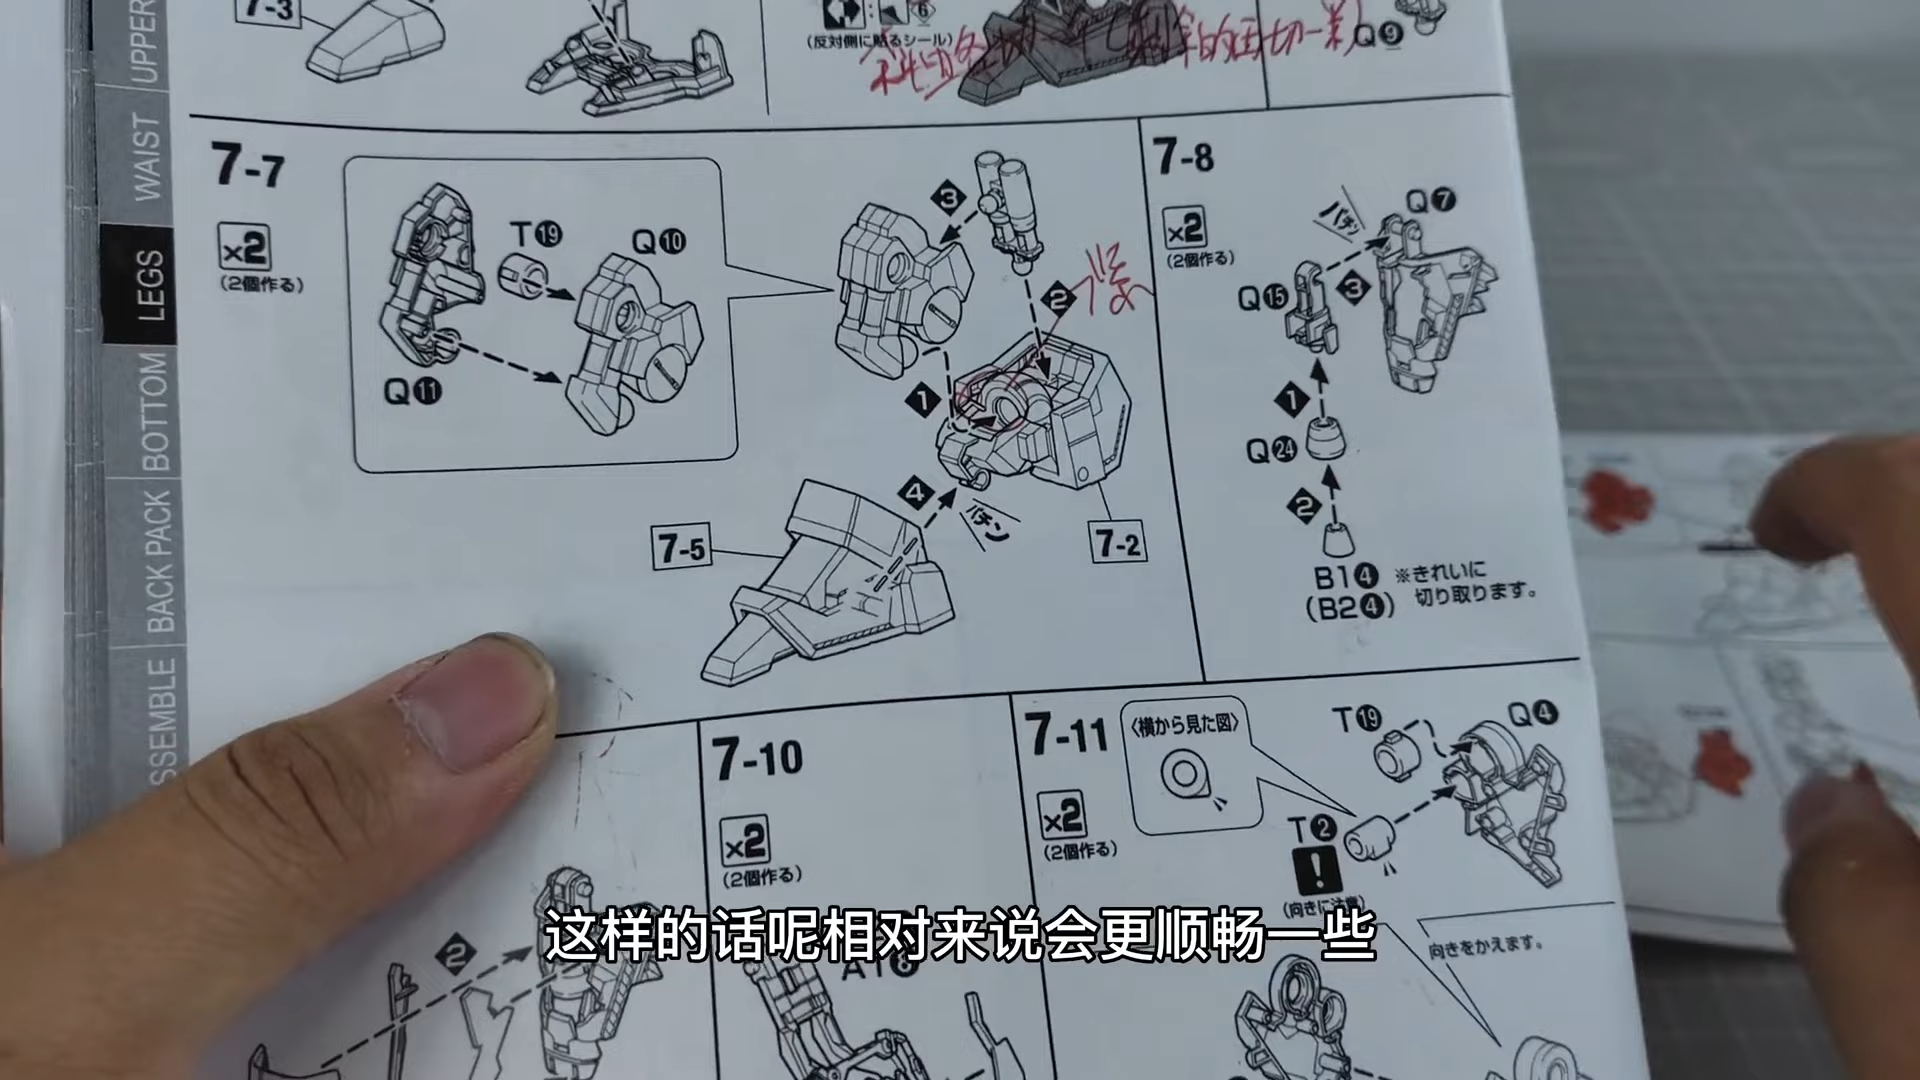 7-3
UPPER
WAIST
LEGS
BOTTOM
BACK PACK
6
(反対側に貼るシール)
Q9
7-7
×2
(2個作る)
T19
Q10
Q11
3
2
紧
1
4
パチン
7-5
7-2
7-8
×2
(2個作る)
パチン
Q7
Q15
3
1
Q24
2
B14
(B24)
※きれいに
切り取ります。
2
7-10
×2
(2個作る)
7-11
×2
(2個作る)
〈横から見た図〉
T19
Q4
T2
!
(向きに注意)
向きをかえます。
这样的话呢相对来说会更顺畅一些